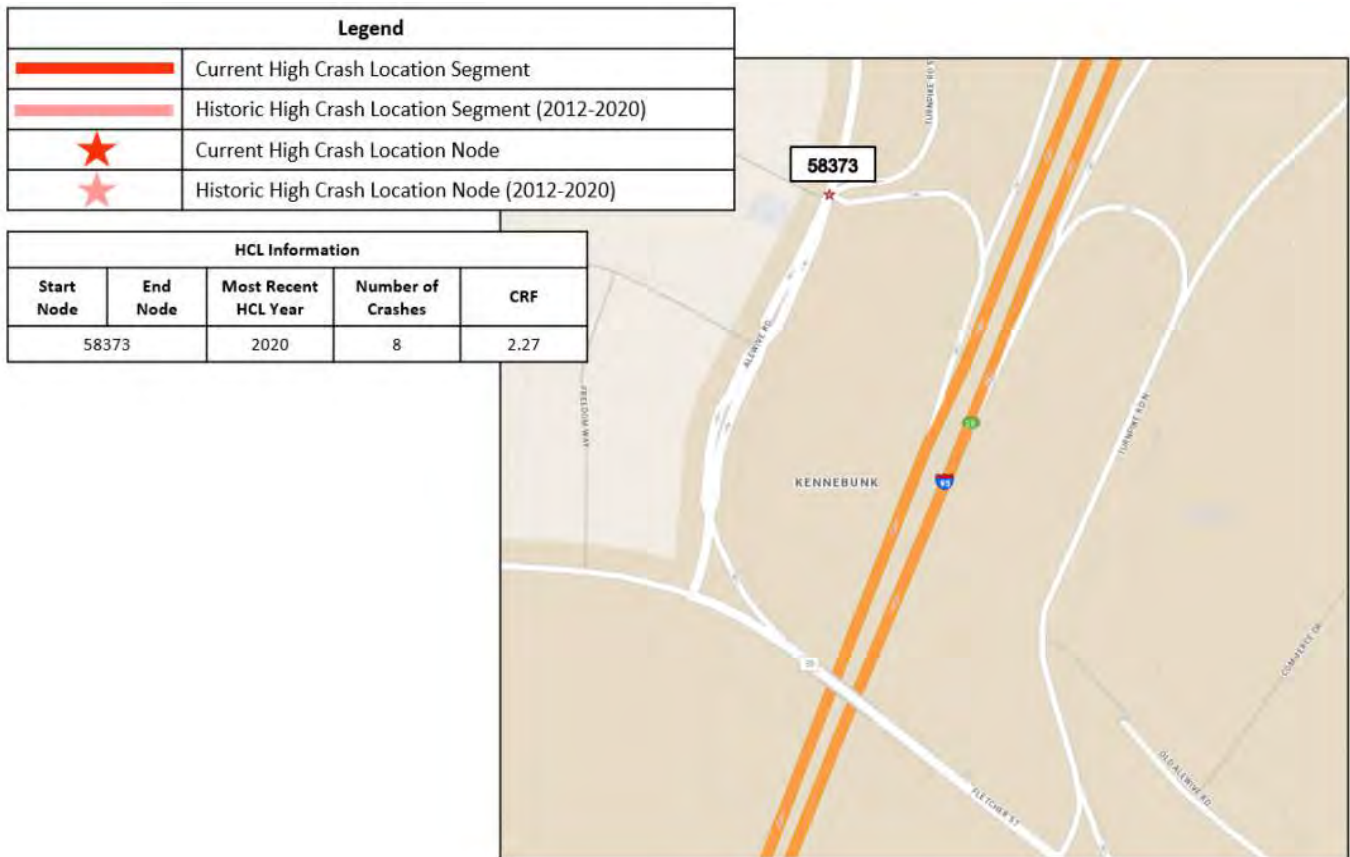 Legend
Current High Crash Location Segment
Historic High Crash Location Segment (2012-2020)
Current High Crash Location Node
Historic High Crash Location Node (2012-2020)
HCL Information
Start Node
End Node
Most Recent HCL Year
Number of Crashes
CRF
58373
2020
8
2.27
TURNPIKE RD S
58373
ALEWIVE RD
FREEDOM WAY
KENNEBUNK
95
TURNPIKE RD N
COMMERCE DR
OLD ALEWIVE RD
FLETCHER ST